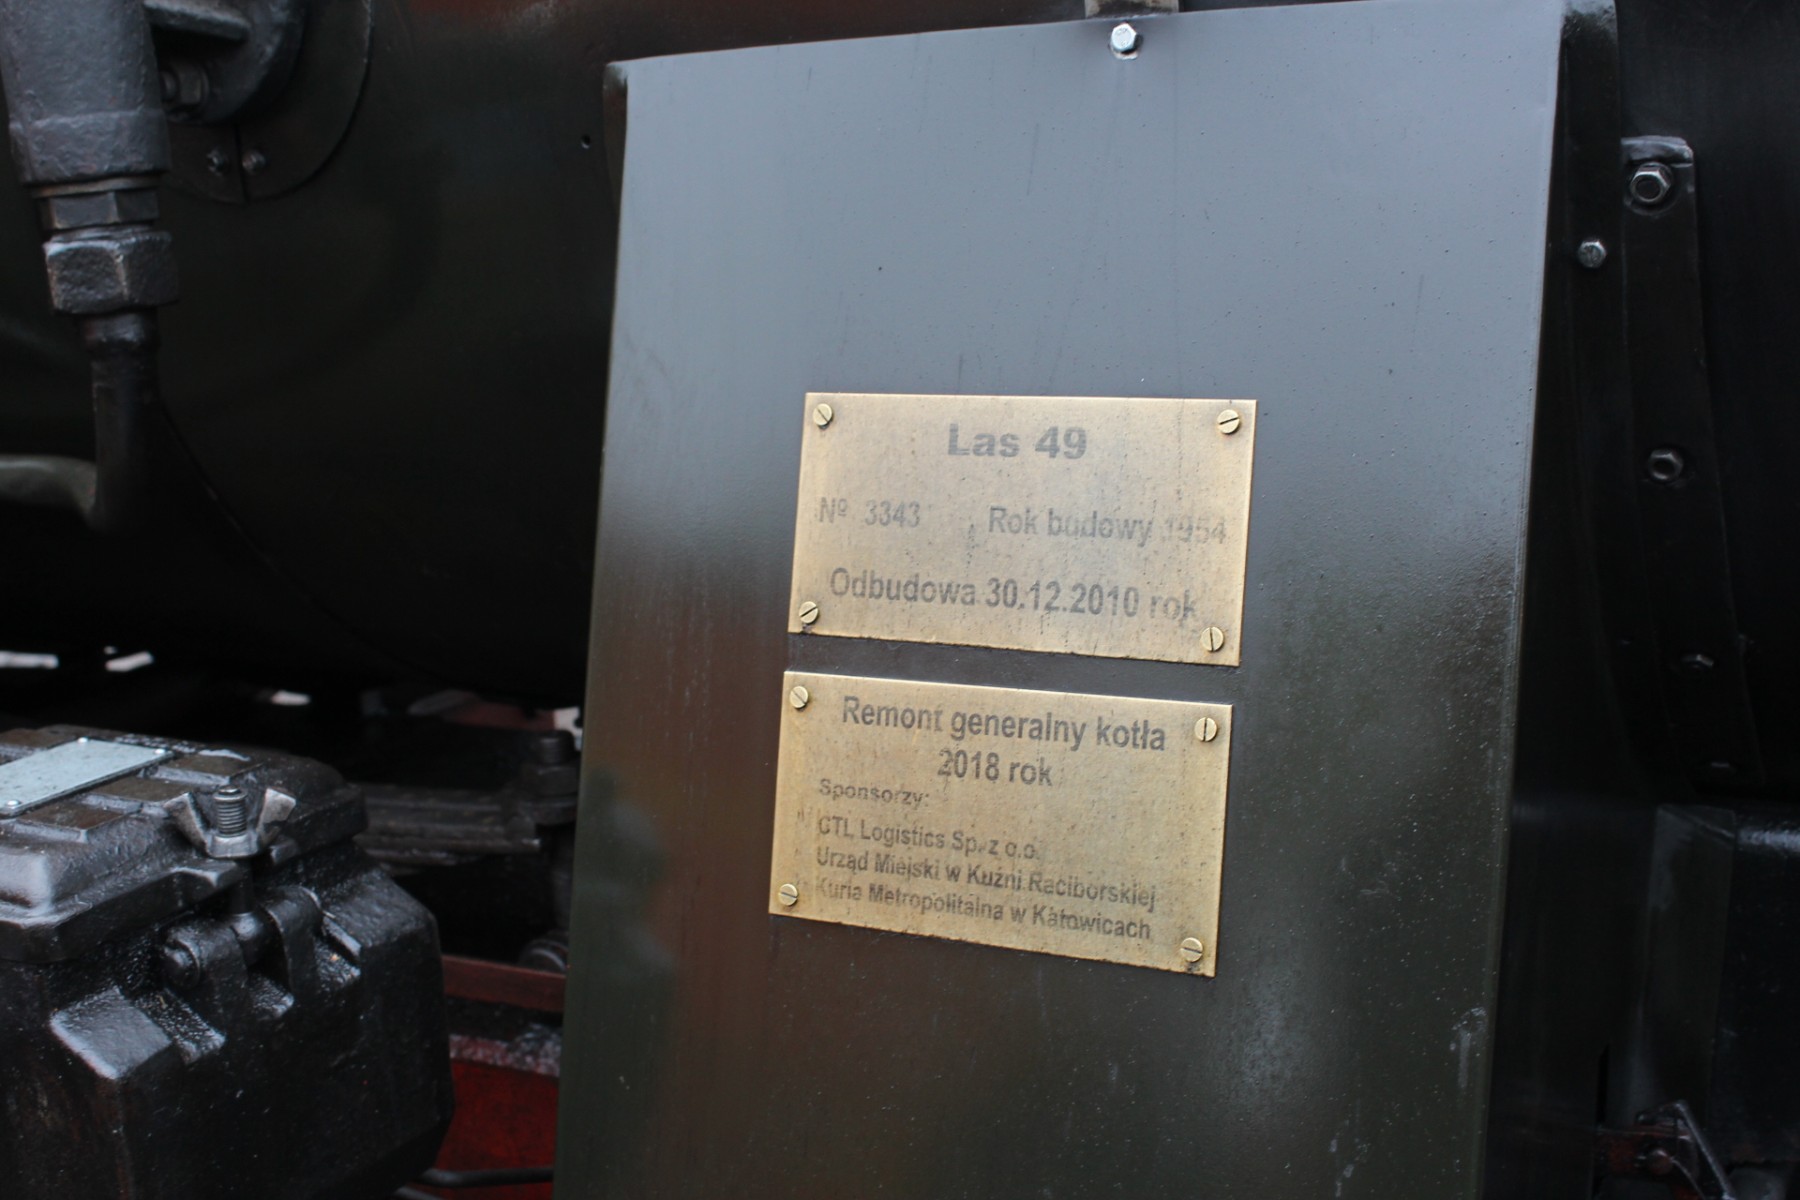 Las 49
Nº 3343 Rok budowy 1954
Odbudowa 30.12.2010 rok
Remont generalny kotła
2018 rok
Sponsorzy:
CTL Logistics Sp. z o.o.
Urząd Miejski w Kuźni Raciborskiej
Kuria Metropolitalna w Katowicach